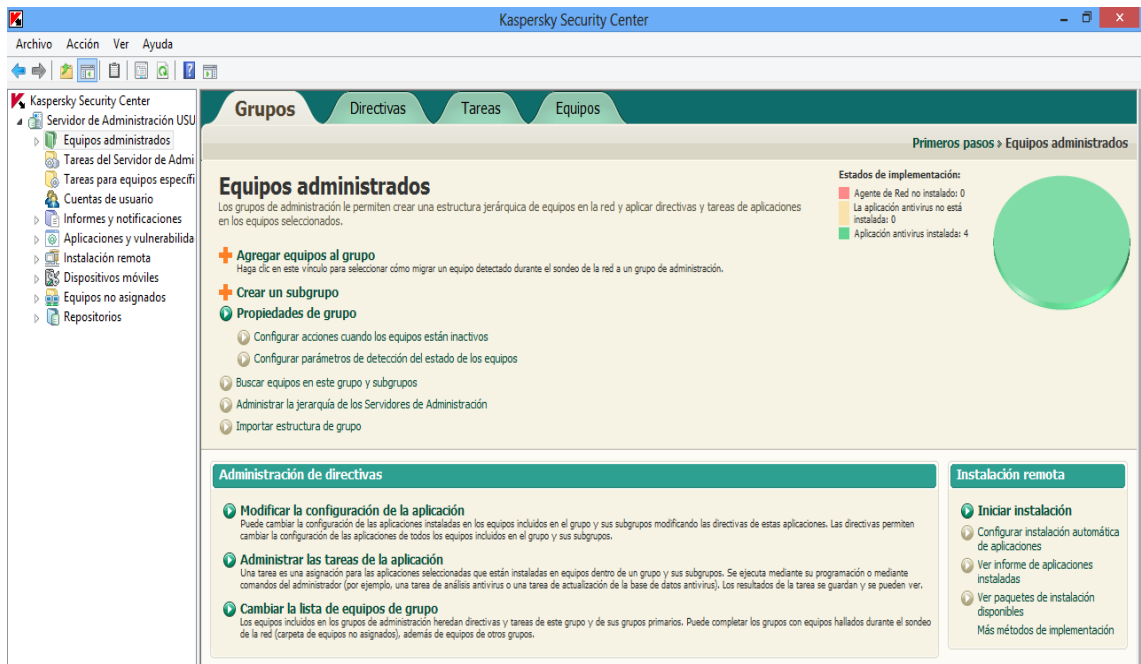 Kaspersky Security Center
Archivo Acción Ver Ayuda
Kaspersky Security Center
Servidor de Administración USU
Equipos administrados
Tareas del Servidor de Admi
Tareas para equipos específi
Cuentas de usuario
Informes y notificaciones
Aplicaciones y vulnerabilida
Instalación remota
Dispositivos móviles
Equipos no asignados
Repositorios
Grupos Directivas Tareas Equipos
Primeros pasos » Equipos administrados
Equipos administrados
Los grupos de administración le permiten crear una estructura jerárquica de equipos en la red y aplicar directivas y tareas de aplicaciones
en los equipos seleccionados.
Estados de implementación:
Agente de Red no instalado: 0
La aplicación antivirus no está
instalada: 0
Aplicación antivirus instalada: 4
Agregar equipos al grupo
Haga clic en este vínculo para seleccionar cómo migrar un equipo detectado durante el sondeo de la red a un grupo de administración.
Crear un subgrupo
Propiedades de grupo
Configurar acciones cuando los equipos están inactivos
Configurar parámetros de detección del estado de los equipos
Buscar equipos en este grupo y subgrupos
Administrar la jerarquía de los Servidores de Administración
Importar estructura de grupo
Administración de directivas
Modificar la configuración de la aplicación
Puede cambiar la configuración de las aplicaciones instaladas en los equipos incluidos en el grupo y sus subgrupos modificando las directivas de estas aplicaciones. Las directivas permiten
cambiar la configuración de las aplicaciones de todos los equipos incluidos en el grupo y sus subgrupos.
Administrar las tareas de la aplicación
Una tarea es una asignación para las aplicaciones seleccionadas que están instaladas en equipos dentro de un grupo y sus subgrupos. Se ejecuta mediante su programación o mediante
comandos del administrador (por ejemplo, una tarea de análisis antivirus o una tarea de actualización de la base de datos antivirus). Los resultados de la tarea se guardan y se pueden ver.
Cambiar la lista de equipos de grupo
Los equipos incluidos en los grupos de administración heredan directivas y tareas de este grupo y de sus grupos primarios. Puede completar los grupos con equipos hallados durante el sondeo
de la red (carpeta de equipos no asignados), además de equipos de otros grupos.
Instalación remota
Iniciar instalación
Configurar instalación automática
de aplicaciones
Ver informe de aplicaciones
instaladas
Ver paquetes de instalación
disponibles
Más métodos de implementación